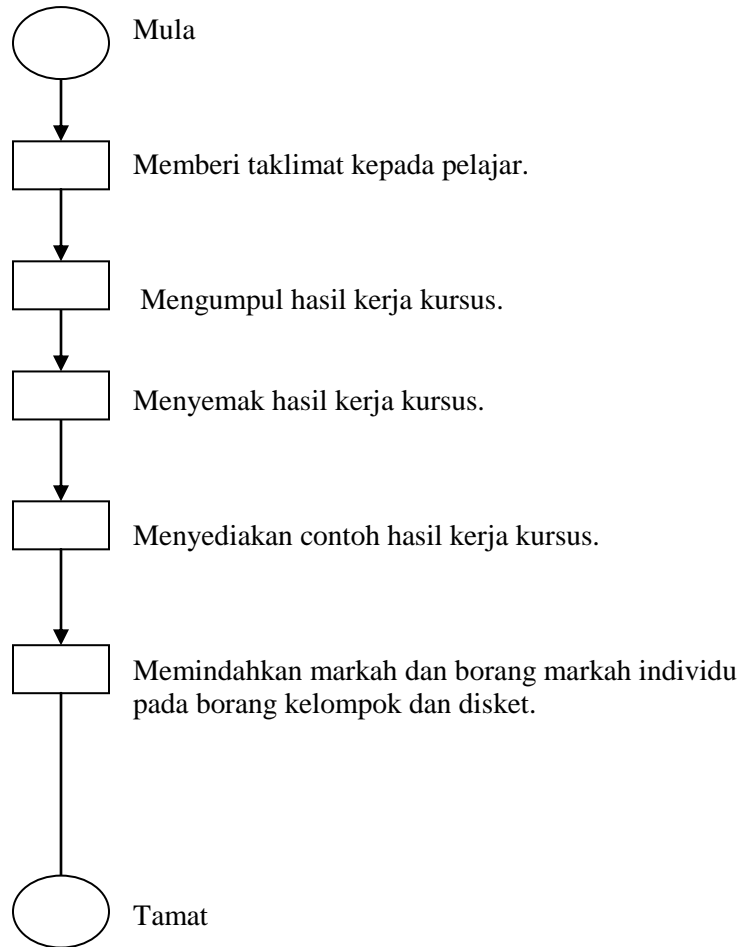 Mula
Memberi taklimat kepada pelajar.
Mengumpul hasil kerja kursus.
Menyemak hasil kerja kursus.
Menyediakan contoh hasil kerja kursus.
Memindahkan markah dan borang markah individu
pada borang kelompok dan disket.
Tamat